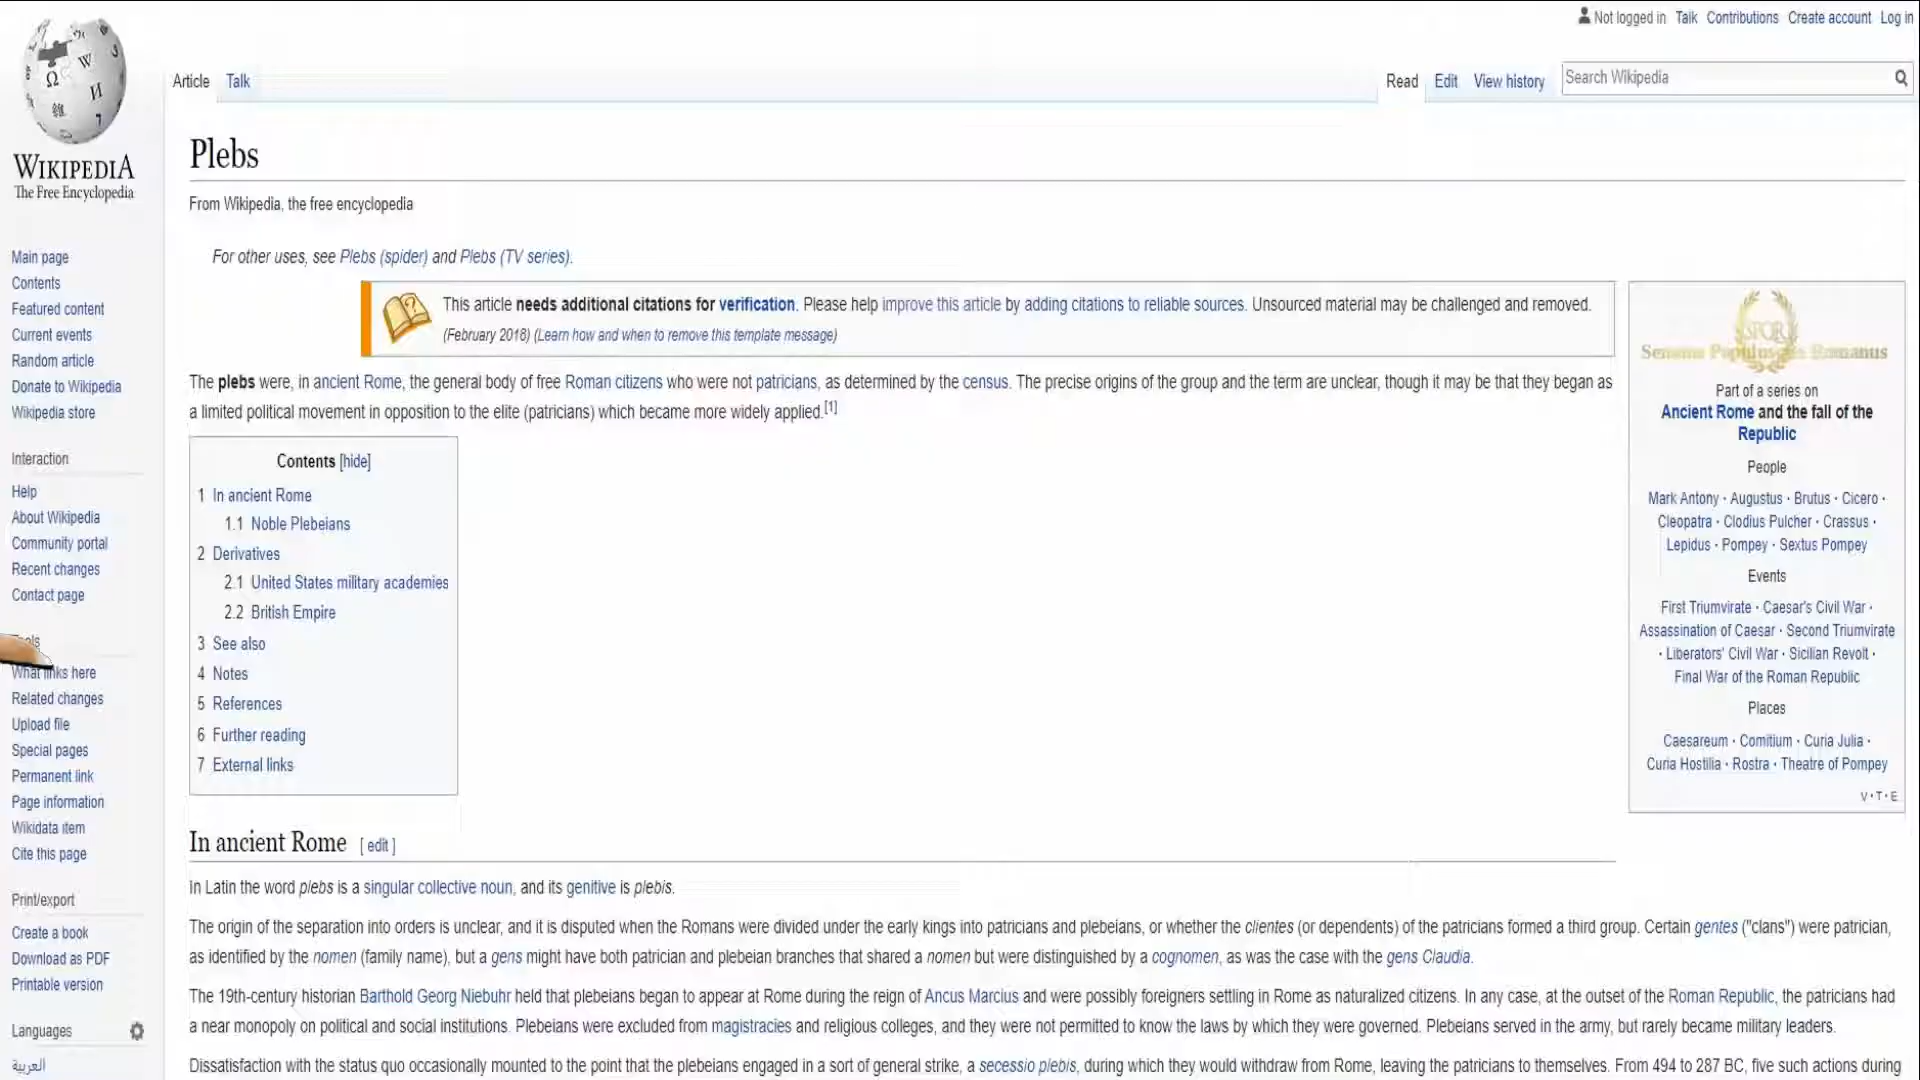 Not logged in Talk Contributions Create account Log in
Article Talk
Read Edit View history
Search Wikipedia
WIKIPEDIA
The Free Encyclopedia
Main page
Contents
Featured content
Current events
Random article
Donate to Wikipedia
Wikipedia store
Interaction
Help
About Wikipedia
Community portal
Recent changes
Contact page
What links here
Related changes
Upload file
Special pages
Permanent link
Page information
Wikidata item
Cite this page
Print/export
Create a book
Download as PDF
Printable version
Languages
العربية
Plebs
From Wikipedia, the free encyclopedia
For other uses, see Plebs (spider) and Plebs (TV series).
This article needs additional citations for verification. Please help improve this article by adding citations to reliable sources. Unsourced material may be challenged and removed.
(February 2018) (Learn how and when to remove this template message)
The plebs were, in ancient Rome, the general body of free Roman citizens who were not patricians, as determined by the census. The precise origins of the group and the term are unclear, though it may be that they began as
a limited political movement in opposition to the elite (patricians) which became more widely applied.[1]
Contents [hide]
1 In ancient Rome
1.1 Noble Plebeians
2 Derivatives
2.1 United States military academies
2.2 British Empire
3 See also
4 Notes
5 References
6 Further reading
7 External links
SPQR
Senatus Populusque Romanus
Part of a series on
Ancient Rome and the fall of the
Republic
People
Mark Antony · Augustus · Brutus · Cicero ·
Cleopatra · Clodius Pulcher · Crassus ·
Lepidus · Pompey · Sextus Pompey
Events
First Triumvirate · Caesar's Civil War ·
Assassination of Caesar · Second Triumvirate
· Liberators' Civil War · Sicilian Revolt ·
Final War of the Roman Republic
Places
Caesareum · Comitium · Curia Julia ·
Curia Hostilia · Rostra · Theatre of Pompey
V·T·E
In ancient Rome [ edit ]
In Latin the word plebs is a singular collective noun, and its genitive is plebis.
The origin of the separation into orders is unclear, and it is disputed when the Romans were divided under the early kings into patricians and plebeians, or whether the clientes (or dependents) of the patricians formed a third group. Certain gentes ("clans") were patrician,
as identified by the nomen (family name), but a gens might have both patrician and plebeian branches that shared a nomen but were distinguished by a cognomen, as was the case with the gens Claudia.
The 19th-century historian Barthold Georg Niebuhr held that plebeians began to appear at Rome during the reign of Ancus Marcius and were possibly foreigners settling in Rome as naturalized citizens. In any case, at the outset of the Roman Republic, the patricians had
a near monopoly on political and social institutions. Plebeians were excluded from magistracies and religious colleges, and they were not permitted to know the laws by which they were governed. Plebeians served in the army, but rarely became military leaders.
Dissatisfaction with the status quo occasionally mounted to the point that the plebeians engaged in a sort of general strike, a secessio plebis, during which they would withdraw from Rome, leaving the patricians to themselves. From 494 to 287 BC, five such actions during